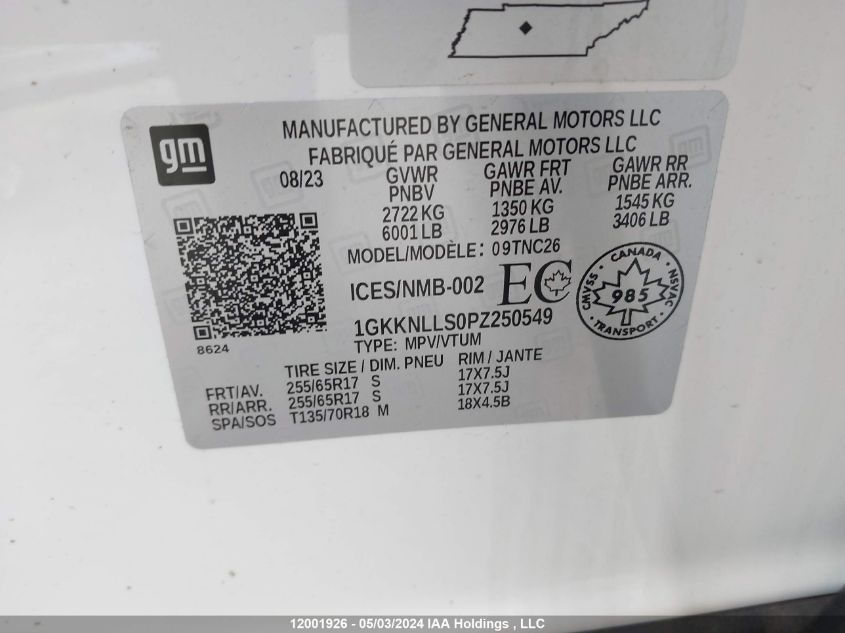 gm
MANUFACTURED BY GENERAL MOTORS LLC
FABRIQUÉ PAR GENERAL MOTORS LLC
08/23 GVWR GAWR FRT GAWR RR
PNBV PNBE AV. PNBE ARR.
2722 KG 1350 KG 1545 KG
6001 LB 2976 LB 3406 LB
MODEL/MODÈLE: 09TNC26
ICES/NMB-002 EC
CANADA
CMVSS 985 NSVAC
TRANSPORT
1GKKNLLS0PZ250549
8624 TYPE: MPV/VTUM
TIRE SIZE / DIM. PNEU RIM / JANTE
FRT/AV. 255/65R17 S 17X7.5J
RR/ARR. 255/65R17 S 17X7.5J
SPA/SOS T135/70R18 M 18X4.5B
12001926 - 05/03/2024 IAA Holdings , LLC